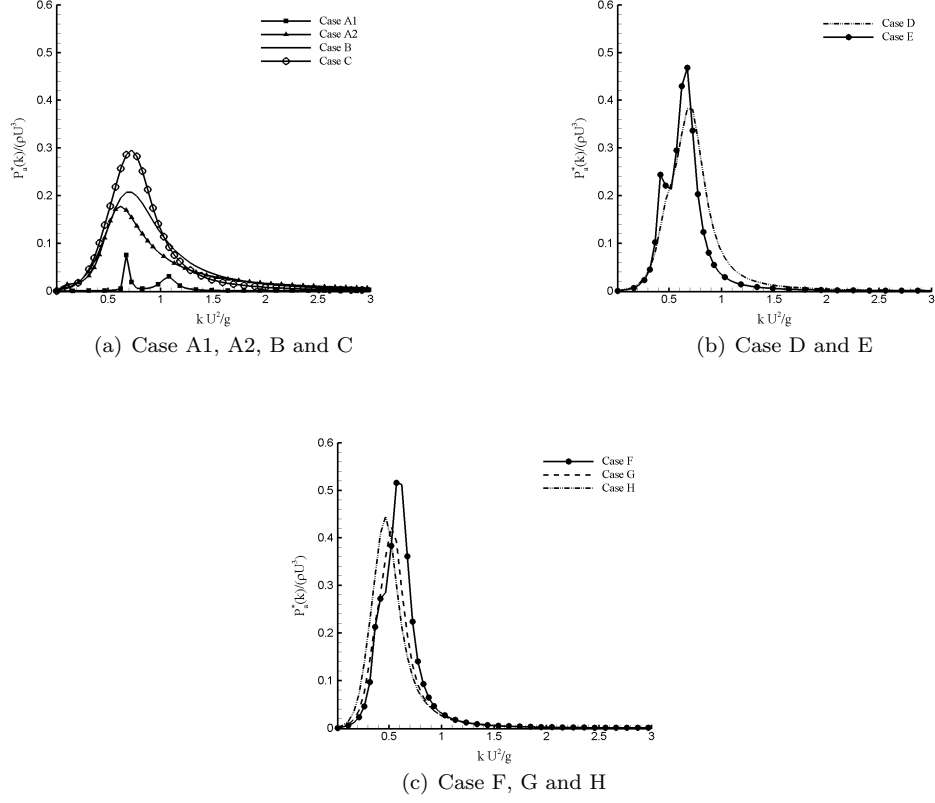 0.6
0.5
0.4
0.3
0.2
0.1
0
0.5
1
1.5
2
2.5
3
P*a(k)/(ρU³)
k U²/g
Case A1
Case A2
Case B
Case C
(a) Case A1, A2, B and C
0.6
0.5
0.4
0.3
0.2
0.1
0
0.5
1
1.5
2
2.5
3
P*a(k)/(ρU³)
k U²/g
Case D
Case E
(b) Case D and E
0.6
0.5
0.4
0.3
0.2
0.1
0
0.5
1
1.5
2
2.5
3
P*a(k)/(ρU³)
k U²/g
Case F
Case G
Case H
(c) Case F, G and H